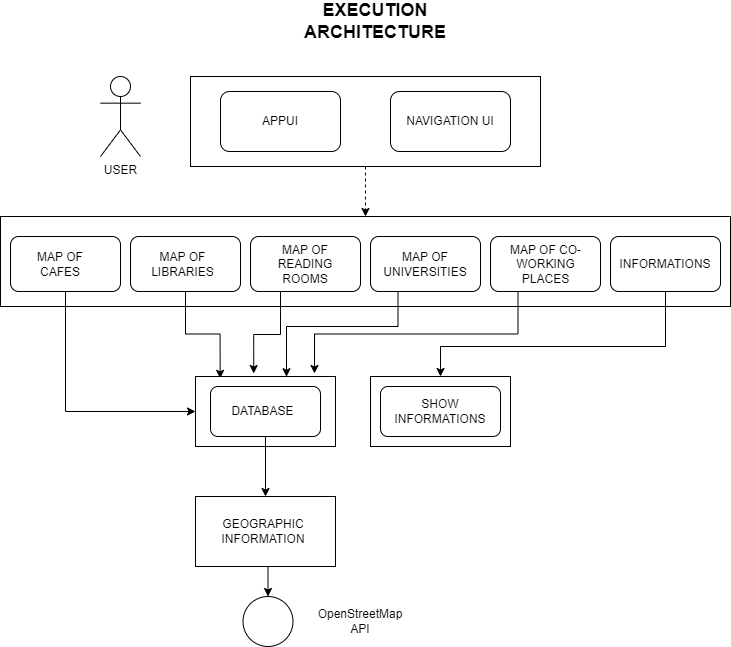 EXECUTION
ARCHITECTURE
APPUI
NAVIGATION UI
USER
MAP OF
CAFES
MAP OF
LIBRARIES
MAP OF
READING
ROOMS
MAP OF
UNIVERSITIES
MAP OF CO-
WORKING
PLACES
INFORMATIONS
DATABASE
SHOW
INFORMATIONS
GEOGRAPHIC
INFORMATION
OpenStreetMap
API